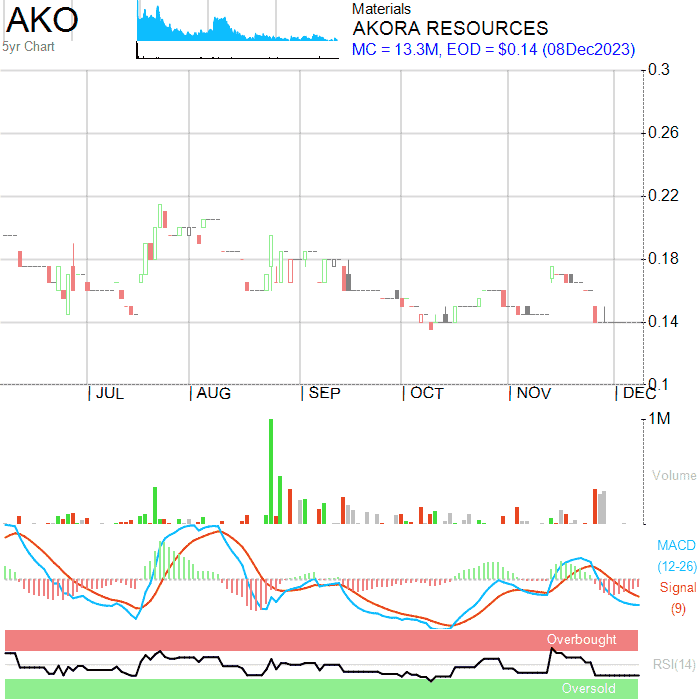 AKO
5yr Chart
Materials
AKORA RESOURCES
MC = 13.3M, EOD = $0.14 (08Dec2023)
0.3
0.26
0.22
0.18
0.14
0.1
JUL
AUG
SEP
OCT
NOV
DEC
1M
Volume
MACD
(12-26)
Signal
(9)
Overbought
RSI(14)
Oversold